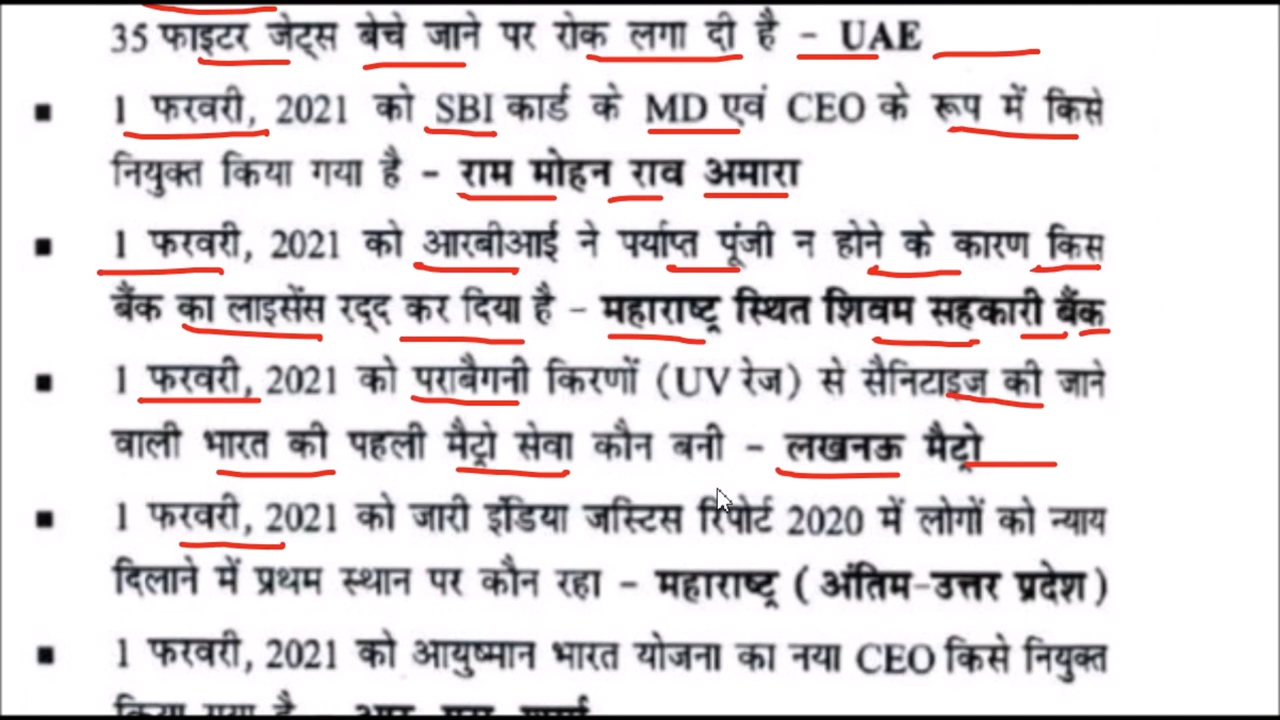 35 फाइटर जेट्स बेचे जाने पर रोक लगा दी है - UAE
▪ 1 फरवरी, 2021 को SBI कार्ड के MD एवं CEO के रूप में किसे
नियुक्त किया गया है - राम मोहन राव अमारा
▪ 1 फरवरी, 2021 को आरबीआई ने पर्याप्त पूंजी न होने के कारण किस
बैंक का लाइसेंस रद्द कर दिया है - महाराष्ट्र स्थित शिवम सहकारी बैंक
▪ 1 फरवरी, 2021 को पराबैगनी किरणों (UV रेज) से सैनिटाइज की जाने
वाली भारत की पहली मैट्रो सेवा कौन बनी - लखनऊ मैट्रो
▪ 1 फरवरी, 2021 को जारी इंडिया जस्टिस रिपोर्ट 2020 में लोगों को न्याय
दिलाने में प्रथम स्थान पर कौन रहा - महाराष्ट्र (अंतिम-उत्तर प्रदेश)
▪ 1 फरवरी, 2021 को आयुष्मान भारत योजना का नया CEO किसे नियुक्त
किया गया है -